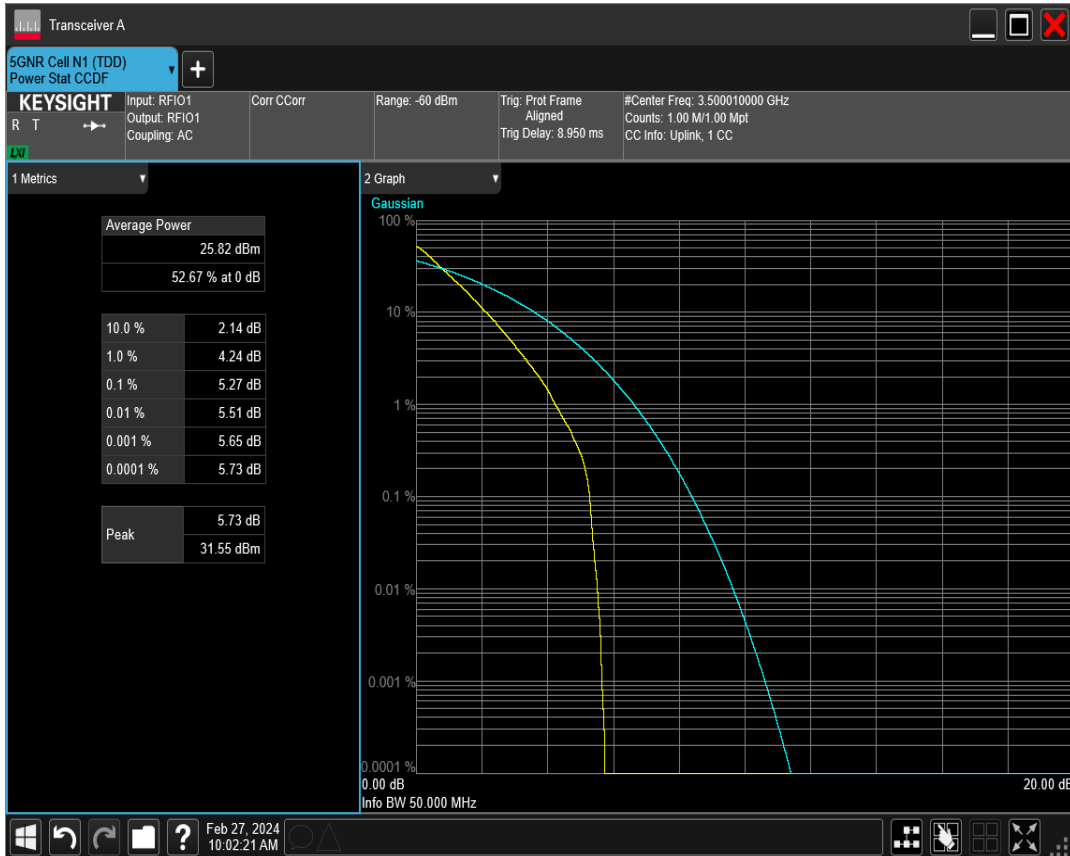 Transceiver A
5GNR Cell N1 (TDD)
Power Stat CCDF
+
KEYSIGHT
R T
LXI
Input: RFIO1
Output: RFIO1
Coupling: AC
Corr CCorr
Range: -60 dBm
Trig: Prot Frame
Aligned
Trig Delay: 8.950 ms
#Center Freq: 3.500010000 GHz
Counts: 1.00 M/1.00 Mpt
CC Info: Uplink, 1 CC
1 Metrics
Average Power
25.82 dBm
52.67 % at 0 dB
10.0 % 2.14 dB
1.0 % 4.24 dB
0.1 % 5.27 dB
0.01 % 5.51 dB
0.001 % 5.65 dB
0.0001 % 5.73 dB
Peak
5.73 dB
31.55 dBm
2 Graph
Gaussian
100 %
10 %
1 %
0.1 %
0.01 %
0.001 %
0.0001 %
0.00 dB 20.00 dB
Info BW 50.000 MHz
?
Feb 27, 2024
10:02:21 AM